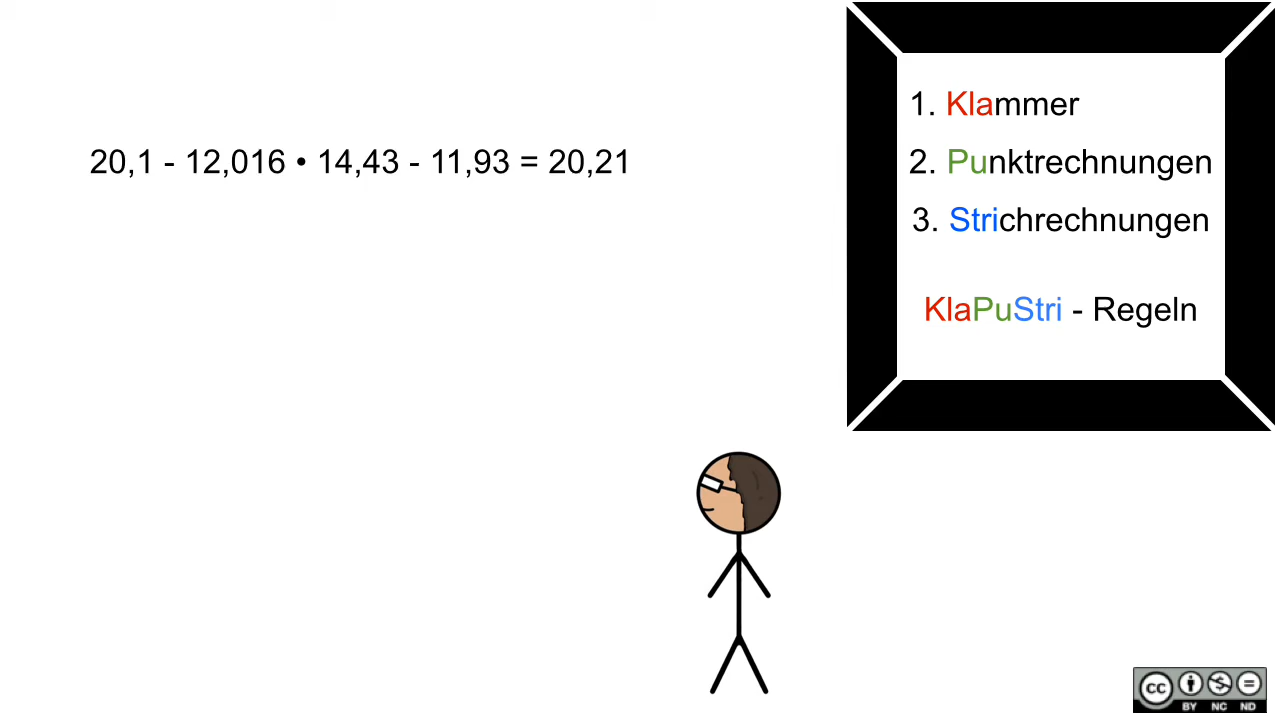 20,1 - 12,016 • 14,43 - 11,93 = 20,21
1. Klammer
2. Punktrechnungen
3. Strichrechnungen
KlaPuStri - Regeln
CC
BY NC ND